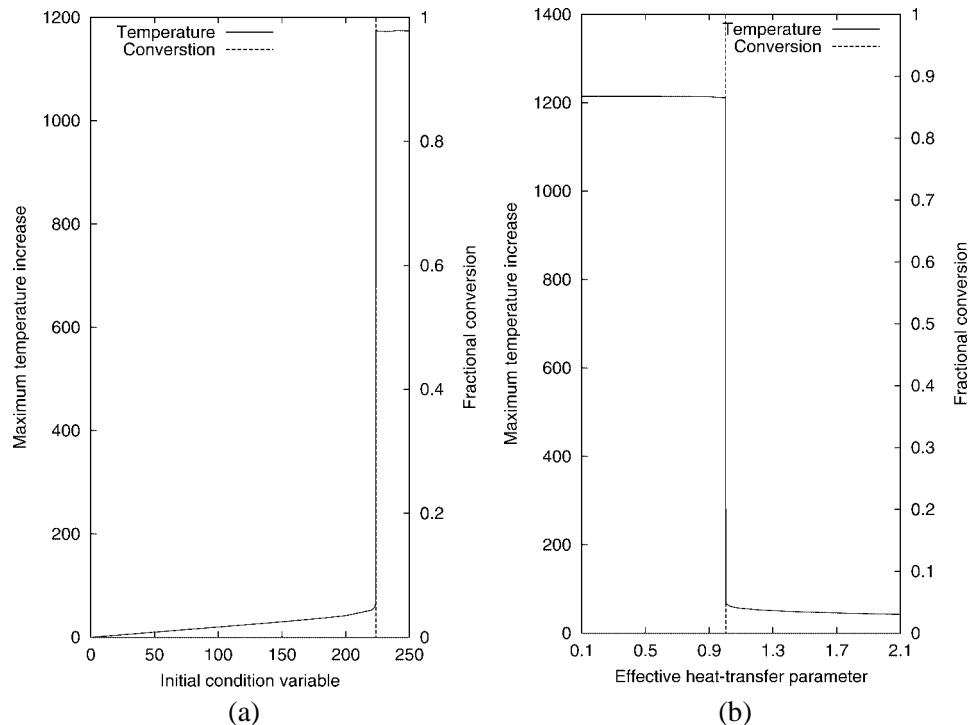 1200
1000
800
600
400
200
0
1
0.8
0.6
0.4
0.2
0
Temperature
Converstion
Maximum temperature increase
Fractional conversion
0 50 100 150 200 250
Initial condition variable
(a)
1400
1200
1000
800
600
400
200
0
1
0.9
0.8
0.7
0.6
0.5
0.4
0.3
0.2
0.1
0
Temperature
Conversion
Maximum temperature increase
Fractional conversion
0.1 0.5 0.9 1.3 1.7 2.1
Effective heat-transfer parameter
(b)